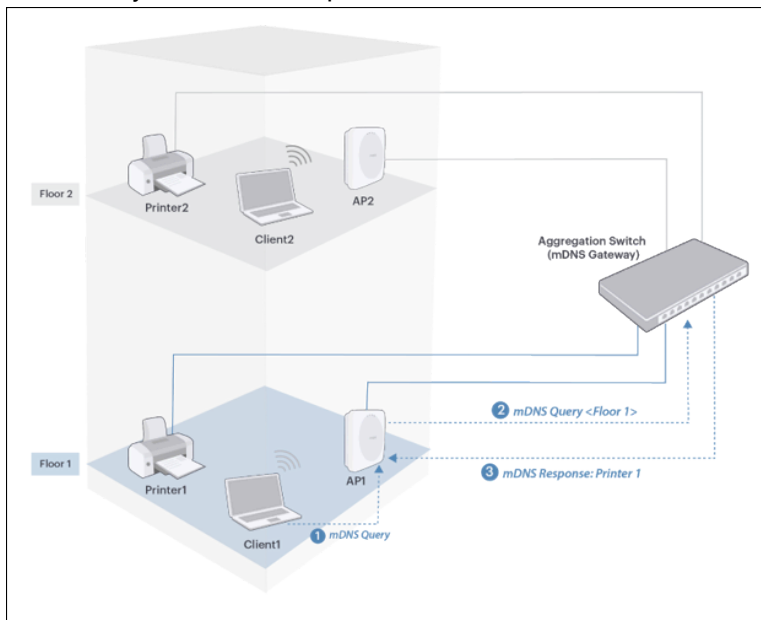 Floor 2
Printer2
Client2
AP2
Aggregation Switch
(mDNS Gateway)
2 mDNS Query <Floor 1>
3 mDNS Response: Printer 1
Floor 1
Printer1
AP1
Client1
1 mDNS Query